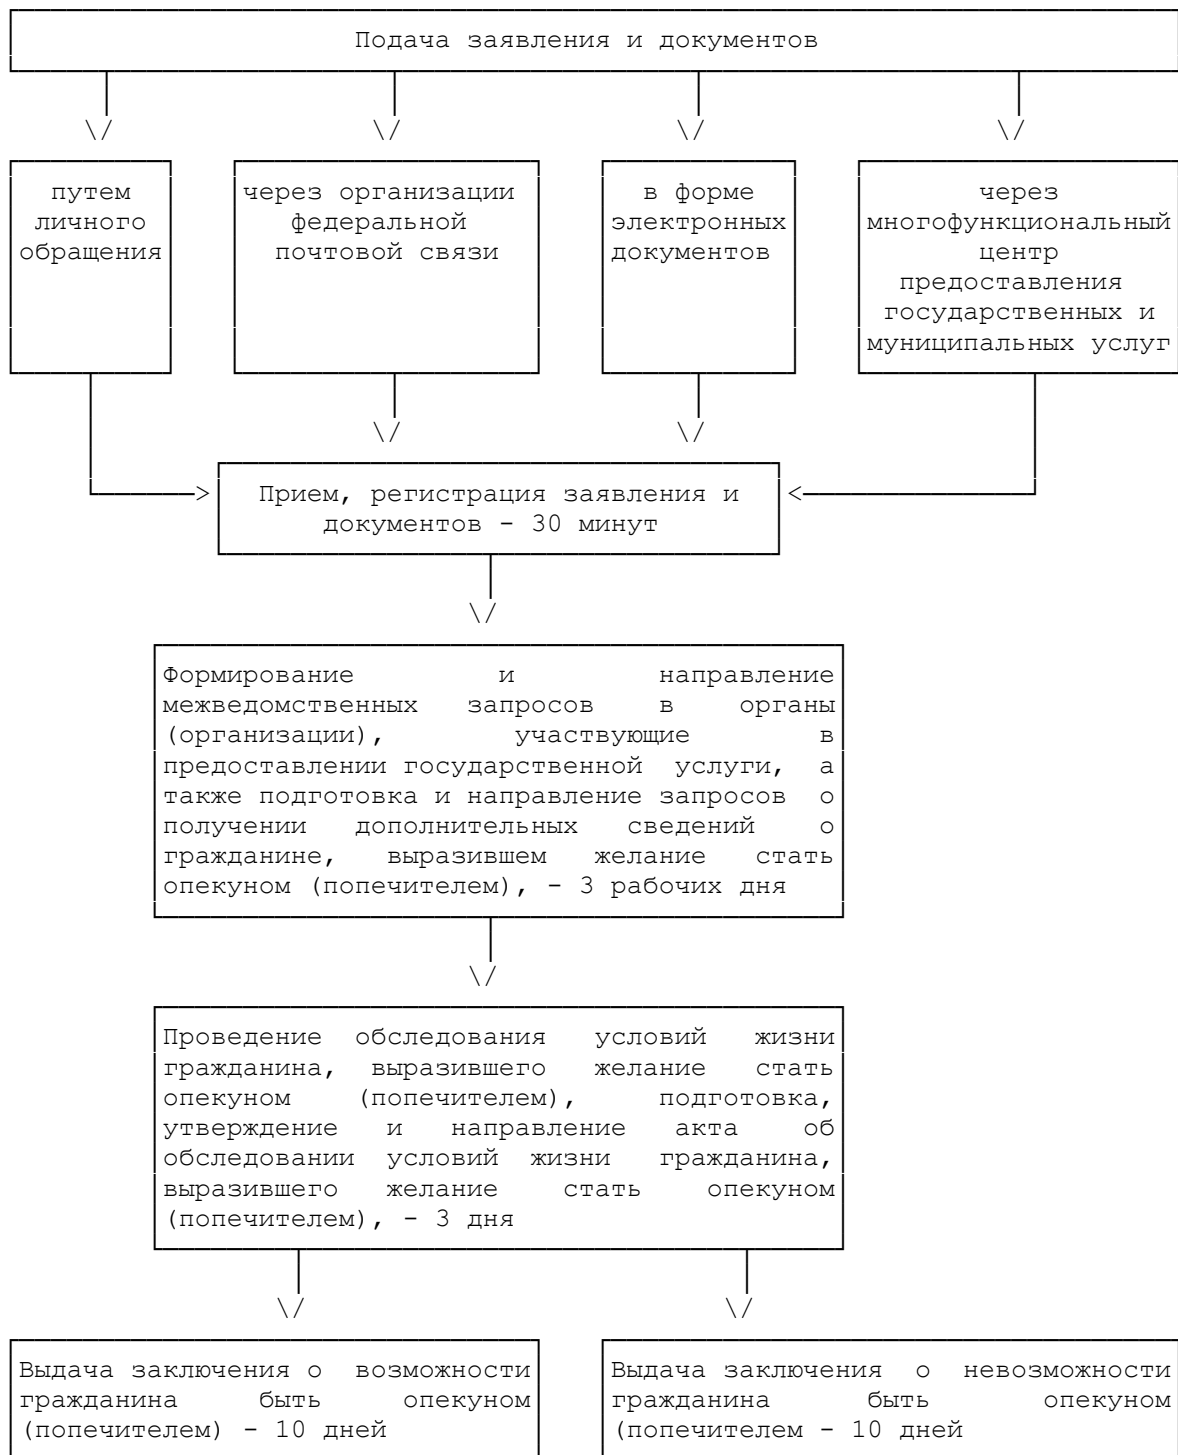 Подача заявления и документов
\/
\/
\/
\/
путем
личного
обращения
через организации
федеральной
почтовой связи
в форме
электронных
документов
через
многофункциональный
центр
предоставления
государственных и
муниципальных услуг
\/
\/
>
Прием, регистрация заявления и
документов - 30 минут
<
\/
Формирование и направление
межведомственных запросов в органы
(организации), участвующие в
предоставлении государственной услуги, а
также подготовка и направление запросов о
получении дополнительных сведений о
гражданине, выразившем желание стать
опекуном (попечителем), - 3 рабочих дня
\/
Проведение обследования условий жизни
гражданина, выразившего желание стать
опекуном (попечителем), подготовка,
утверждение и направление акта об
обследовании условий жизни гражданина,
выразившего желание стать опекуном
(попечителем), - 3 дня
\/
\/
Выдача заключения о возможности
гражданина быть опекуном
(попечителем) - 10 дней
Выдача заключения о невозможности
гражданина быть опекуном
(попечителем - 10 дней